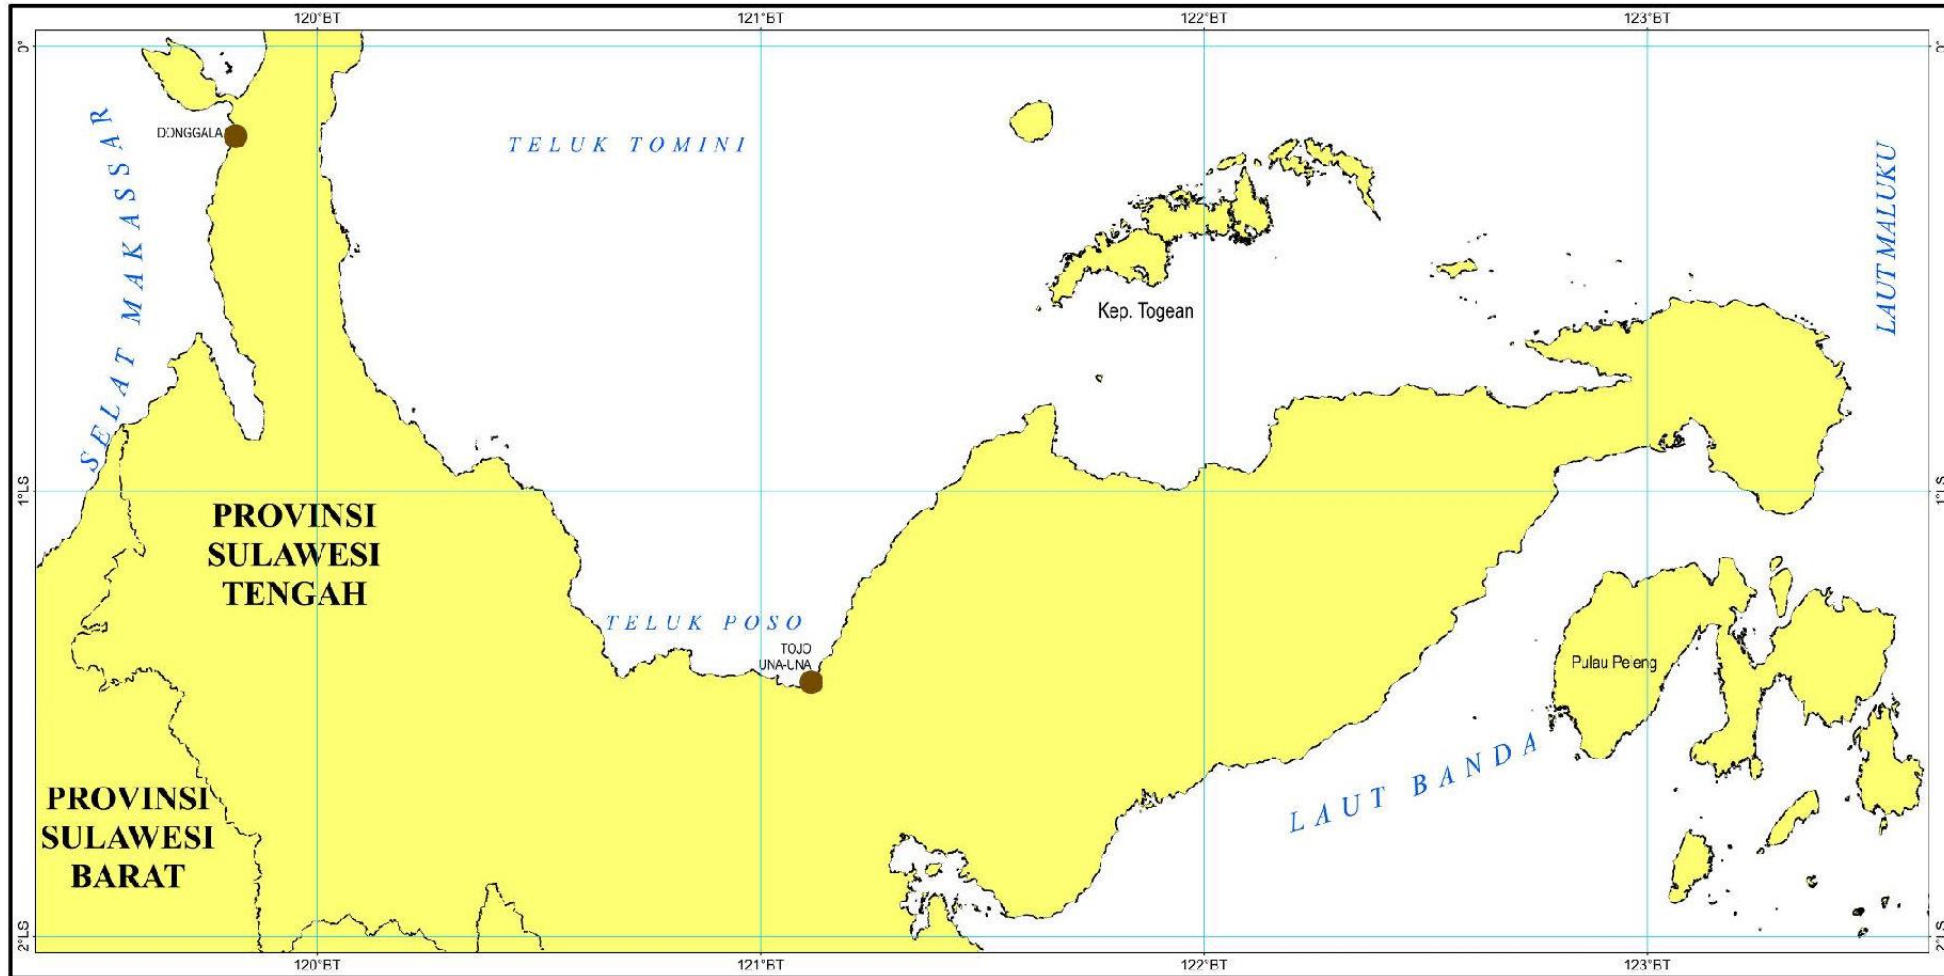 120°BT
121°BT
122°BT
123°BT
0°
0°
SELAT MAKASSAR
DONGGALA
TELUK TOMINI
LAUT MALUKU
Kep. Togean
1°LS
1°LS
PROVINSI
SULAWESI
TENGAH
TELUK POSO
TOJO
UNA-UNA
Pulau Peleng
LAUT BANDA
PROVINSI
SULAWESI
BARAT
2°LS
2°LS
120°BT
121°BT
122°BT
123°BT